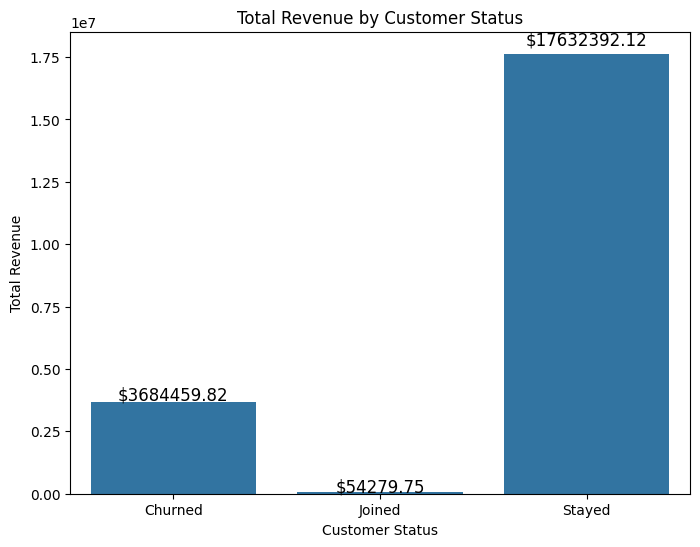 Total Revenue by Customer Status
1e7
1.75
1.50
1.25
1.00
0.75
0.50
0.25
0.00
Total Revenue
$3684459.82
$54279.75
$17632392.12
Churned
Joined
Stayed
Customer Status